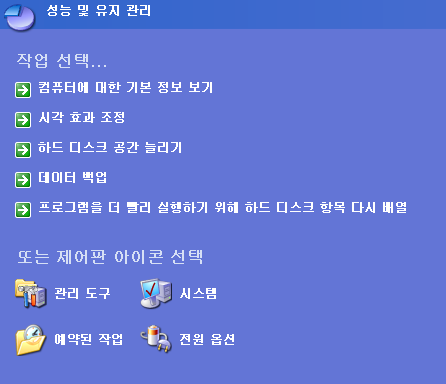 성능 및 유지 관리
작업 선택...
컴퓨터에 대한 기본 정보 보기
시각 효과 조정
하드 디스크 공간 늘리기
데이터 백업
프로그램을 더 빨리 실행하기 위해 하드 디스크 항목 다시 배열
또는 제어판 아이콘 선택
관리 도구
시스템
예약된 작업
전원 옵션